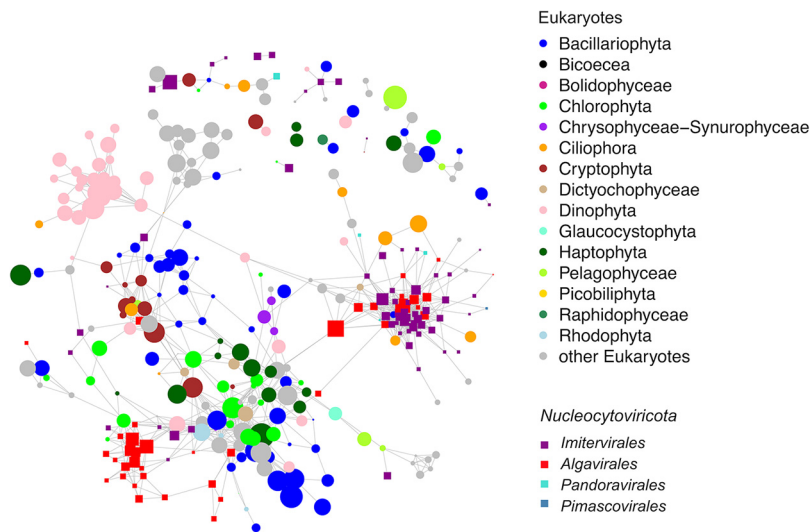 Eukaryotes
Bacillariophyta
Bicoecea
Bolidophyceae
Chlorophyta
Chrysophyceae−Synurophyceae
Ciliophora
Cryptophyta
Dictyochophyceae
Dinophyta
Glaucocystophyta
Haptophyta
Pelagophyceae
Picobiliphyta
Raphidophyceae
Rhodophyta
other Eukaryotes
Nucleocytoviricota
Imitervirales
Algavirales
Pandoravirales
Pimascovirales